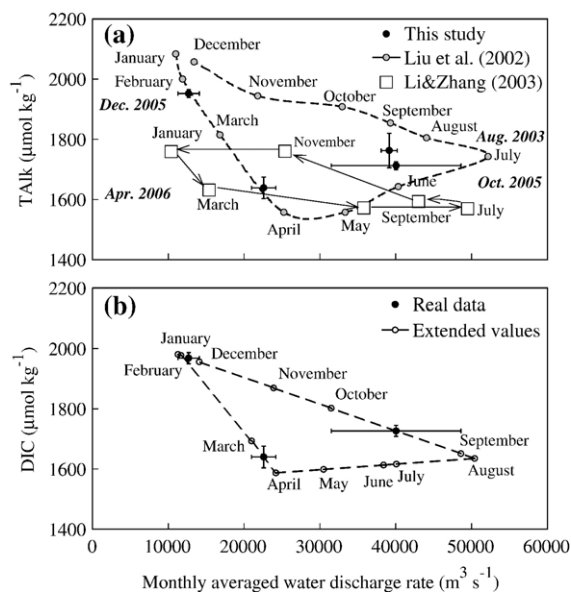 2200
(a)
This study
Liu et al. (2002)
Li&Zhang (2003)
January
December
February
Dec. 2005
November
October
September
August
Aug. 2003
March
January
November
July
Oct. 2005
June
Apr. 2006
March
April
May
September
July
2000
1800
1600
1400
TAlk (μmol kg-1)
2200
(b)
Real data
Extended values
January
February
December
November
October
March
September
April
May
June
July
August
2000
1800
1600
1400
DIC (μmol kg-1)
0 10000 20000 30000 40000 50000 60000
Monthly averaged water discharge rate (m3 s-1)